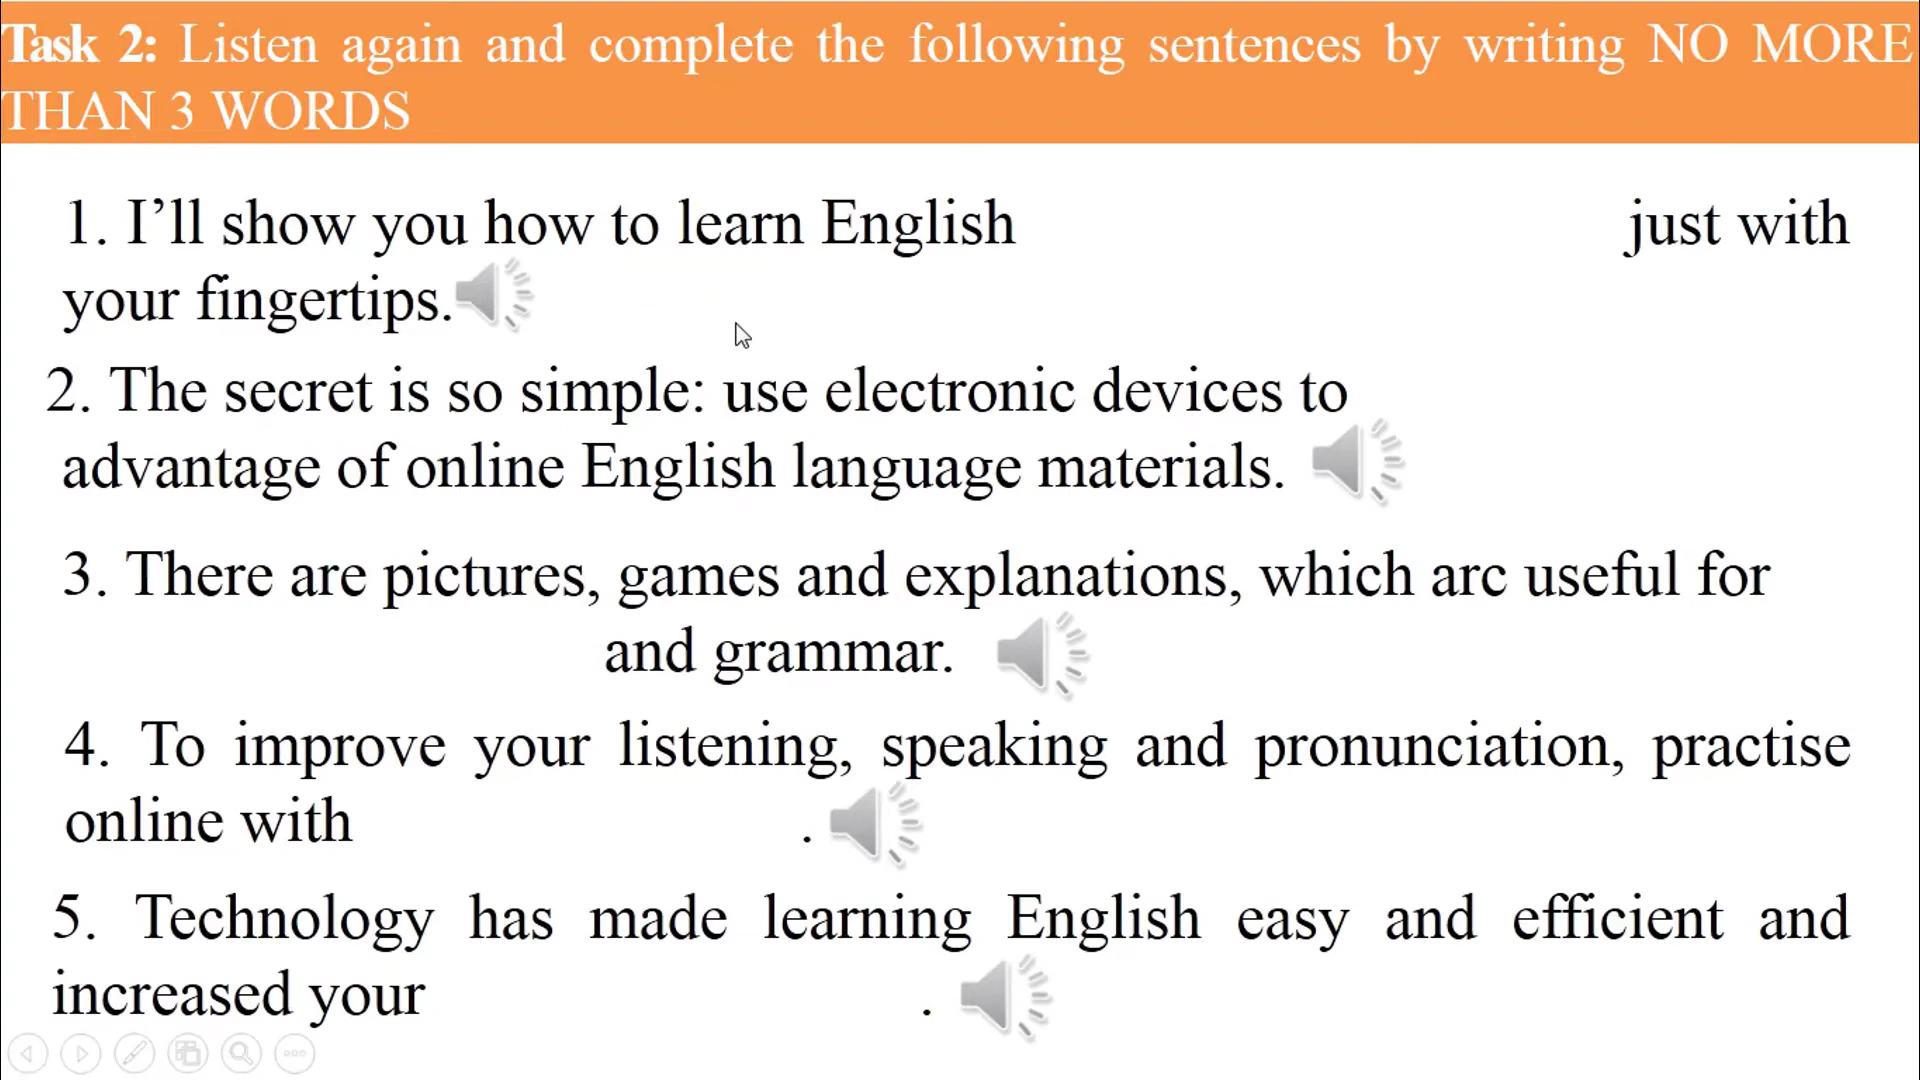 Task 2: Listen again and complete the following sentences by writing NO MORE
THAN 3 WORDS
1. I’ll show you how to learn English just with
your fingertips.
2. The secret is so simple: use electronic devices to
advantage of online English language materials.
3. There are pictures, games and explanations, which arc useful for
and grammar.
4. To improve your listening, speaking and pronunciation, practise
online with .
5. Technology has made learning English easy and efficient and
increased your .